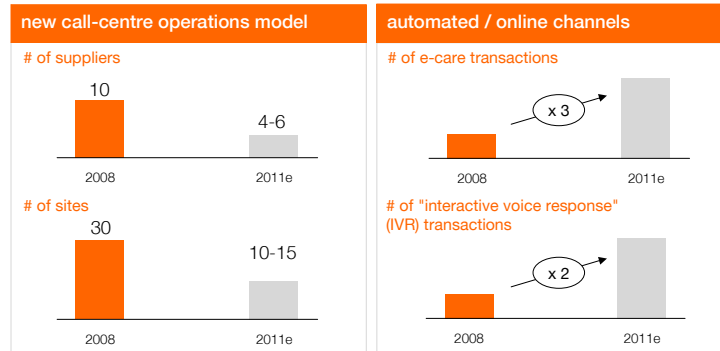 new call-centre operations model
# of suppliers
10
4-6
2008
2011e
# of sites
30
10-15
2008
2011e
automated / online channels
# of e-care transactions
x 3
2008
2011e
# of "interactive voice response"
(IVR) transactions
x 2
2008
2011e